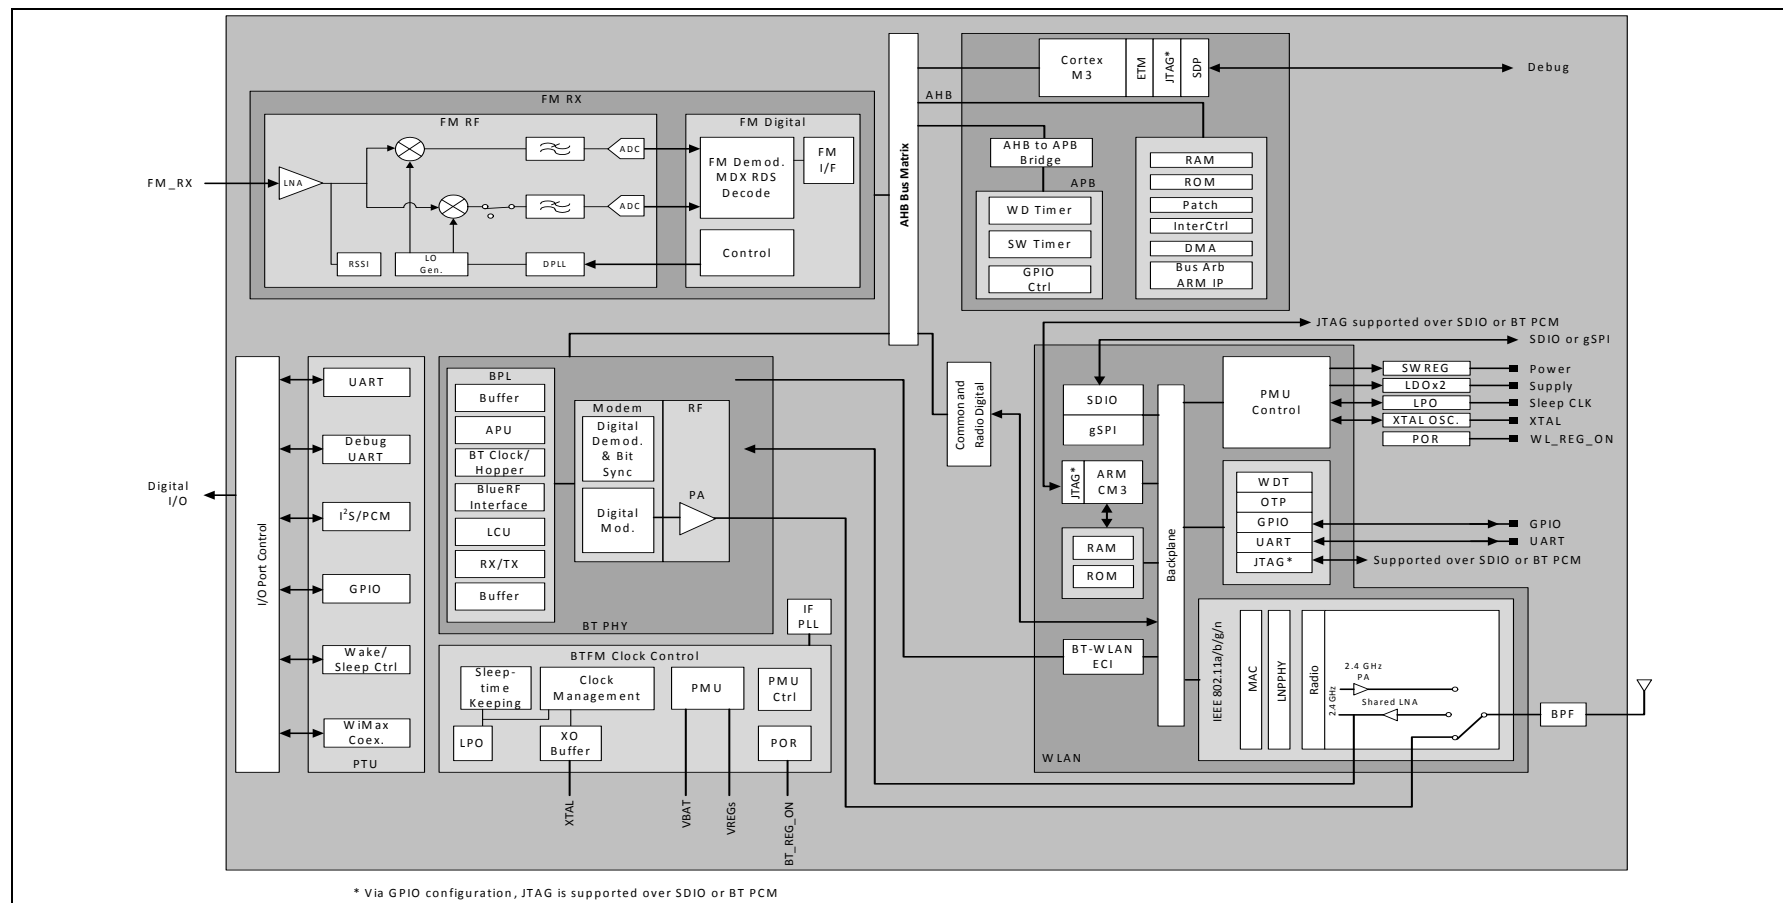 FM RX
FM RF
LNA
ADC
ADC
RSSI
LO
Gen.
DPLL
FM Digital
FM Demod.
MDX RDS
Decode
FM
I/F
Control
FM_RX
AHB Bus Matrix
AHB
Cortex
M3
ETM
JTAG*
SDP
Debug
AHB to APB
Bridge
APB
WD Timer
SW Timer
GPIO
Ctrl
RAM
ROM
Patch
InterCtrl
DMA
Bus Arb
ARM IP
JTAG supported over SDIO or BT PCM
SDIO or gSPI
Digital
I/O
I/O Port Control
UART
Debug
UART
I²S/PCM
GPIO
Wake/
Sleep Ctrl
WiMax
Coex.
PTU
BPL
Buffer
APU
BT Clock/
Hopper
BlueRF
Interface
LCU
RX/TX
Buffer
Modem
Digital
Demod.
& Bit
Sync
Digital
Mod.
RF
PA
BT PHY
IF
PLL
BTFM Clock Control
Sleep-
time
Keeping
Clock
Management
PMU
PMU
Ctrl
LPO
XO
Buffer
POR
XTAL
VBAT
VREGs
BT_REG_ON
Common and
Radio Digital
SDIO
gSPI
JTAG*
ARM
CM3
RAM
ROM
BT-WLAN
ECI
WLAN
Backplane
PMU
Control
SWREG
LDOx2
LPO
XTAL OSC.
POR
Power
Supply
Sleep CLK
XTAL
WL_REG_ON
WDT
OTP
GPIO
UART
JTAG*
GPIO
UART
Supported over SDIO or BT PCM
IEEE 802.11a/b/g/n
MAC
LNPPHY
Radio
2.4 GHz
PA
2.4 GHz
Shared LNA
BPF
* Via GPIO configuration, JTAG is supported over SDIO or BT PCM